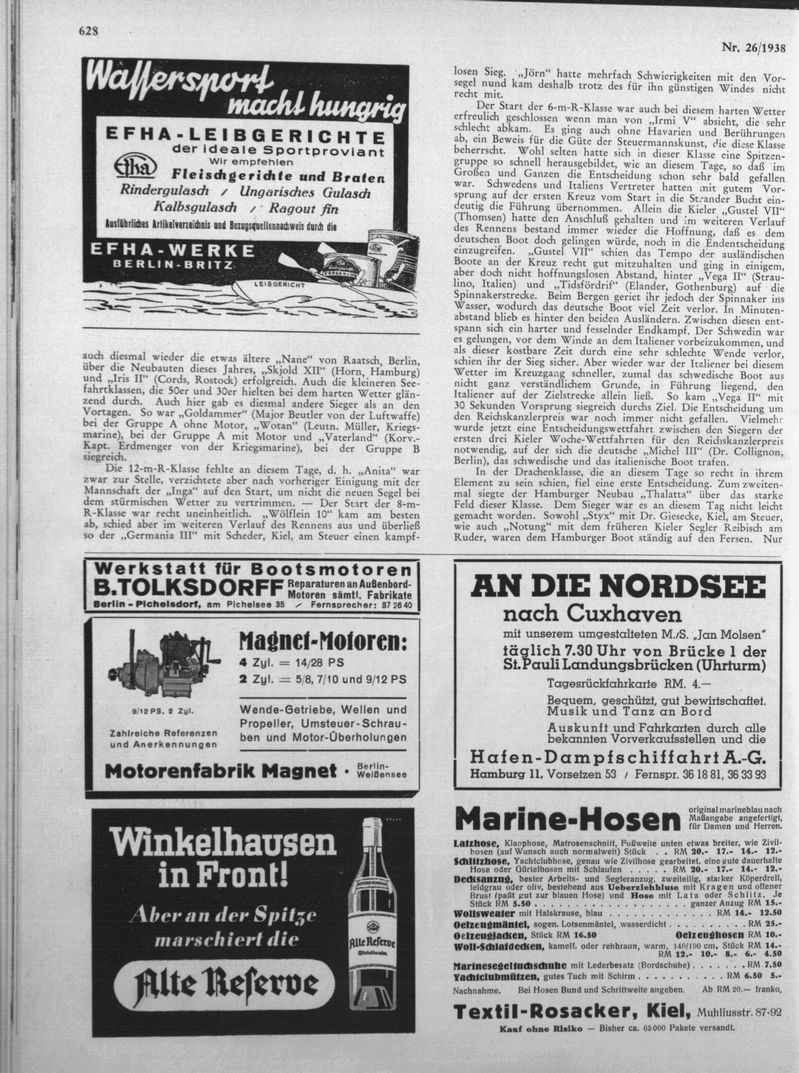 628
Nr. 26/1938
Wassersport
macht hungrig
EFHA-LEIBGERICHTE
der ideale Sportproviant
Wir empfehlen
efha
Fleischgerichte und Braten
Rindergulasch / Ungarisches Gulasch
Kalbsgulasch / Ragout fin
Ausführliches Artikelverzeichnis und Bezugsquellennachweis durch die
EFHA-WERKE
BERLIN-BRITZ
LEIBGERICHT
auch diesmal wieder die etwas ältere „Nane“ von Raatsch, Berlin,
über die Neubauten dieses Jahres, „Skjold XII“ (Horn, Hamburg)
und „Iris II“ (Cords, Rostock) erfolgreich. Auch die kleineren See-
fahrtklassen, die 50er und 30er hielten bei dem harten Wetter glän-
zend durch. Auch hier gab es diesmal andere Sieger als an den
Vortagen. So war „Goldammer“ (Major Beutler von der Luftwaffe)
bei der Gruppe A ohne Motor, „Wotan“ (Leutn. Müller, Kriegs-
marine), bei der Gruppe A mit Motor und „Vaterland“ (Korv.-
Kapt. Erdmenger von der Kriegsmarine), bei der Gruppe B
siegreich.
Die 12-m-R-Klasse fehlte an diesem Tage, d. h. „Anita“ war
zwar zur Stelle, verzichtete aber nach vorheriger Einigung mit der
Mannschaft der „Inga“ auf den Start, um nicht die neuen Segel bei
dem stürmischen Wetter zu vertrimmen. — Der Start der 8-m-
R-Klasse war recht uneinheitlich. „Wölflein 10“ kam am besten
ab, schied aber im weiteren Verlauf des Rennens aus und überließ
so der „Germania III“ mit Scheder, Kiel, am Steuer einen kampf-
losen Sieg. „Jörn“ hatte mehrfach Schwierigkeiten mit den Vor-
segel nund kam deshalb trotz des für ihn günstigen Windes nicht
recht mit.
Der Start der 6-m-R-Klasse war auch bei diesem harten Wetter
erfreulich geschlossen wenn man von „Irmi V“ absieht, die sehr
schlecht abkam. Es ging auch ohne Havarien und Berührungen
ab, ein Beweis für die Güte der Steuermannskunst, die diese Klasse
beherrscht. Wohl selten hatte sich in dieser Klasse eine Spitzen-
gruppe so schnell herausgebildet, wie an diesem Tage, so daß im
Großen und Ganzen die Entscheidung schon sehr bald gefallen
war. Schwedens und Italiens Vertreter hatten mit gutem Vor-
sprung auf der ersten Kreuz vom Start in die Strander Bucht ein-
deutig die Führung übernommen. Allein die Kieler „Gustel VII“
(Thomsen) hatte den Anschluß gehalten und im weiteren Verlauf
des Rennens bestand immer wieder die Hoffnung, daß es dem
deutschen Boot doch gelingen würde, noch in die Endentscheidung
einzugreifen. „Gustel VII“ schien das Tempo der ausländischen
Boote an der Kreuz recht gut mitzuhalten und ging in einigem,
aber doch nicht hoffnungslosen Abstand, hinter „Vega II“ (Strau-
lino, Italien) und „Tidsfördrif“ (Elander, Gothenburg) auf die
Spinnakerstrecke. Beim Bergen geriet ihr jedoch der Spinnaker ins
Wasser, wodurch das deutsche Boot viel Zeit verlor. In Minuten-
abstand blieb es hinter den beiden Ausländern. Zwischen diesen ent-
spann sich ein harter und fesselnder Endkampf. Der Schwedin war
es gelungen, vor dem Winde an dem Italiener vorbeizukommen, und
als dieser kostbare Zeit durch eine sehr schlechte Wende verlor,
schien ihr der Sieg sicher. Aber wieder war der Italiener bei diesem
Wetter im Kreuzgang schneller, zumal das schwedische Boot aus
nicht ganz verständlichem Grunde, in Führung liegend, den
Italiener auf der Zielstrecke allein ließ. So kam „Vega II“ mit
30 Sekunden Vorsprung siegreich durchs Ziel. Die Entscheidung um
den Reichskanzlerpreis war noch immer nicht gefallen. Vielmehr
wurde jetzt eine Entscheidungswettfahrt zwischen den Siegern der
ersten drei Kieler Woche-Wettfahrten für den Reichskanzlerpreis
notwendig, auf der sich die deutsche „Michel III“ (Dr. Collignon,
Berlin), das schwedische und das italienische Boot trafen.
In der Drachenklasse, die an diesem Tage so recht in ihrem
Element zu sein schien, fiel eine erste Entscheidung. Zum zweiten-
mal siegte der Hamburger Neubau „Thalatta“ über das starke
Feld dieser Klasse. Dem Sieger war es an diesem Tag nicht leicht
gemacht worden. Sowohl „Styx“ mit Dr. Giesecke, Kiel, am Steuer,
wie auch „Notung“ mit dem früheren Kieler Segler Reibisch am
Ruder, waren dem Hamburger Boot ständig auf den Fersen. Nur
Werkstatt für Bootsmotoren
B.TOLKSDORFF Reparaturen an Außenbord-
Motoren sämtl. Fabrikate
Berlin - Pichelsdorf, am Pichelsee 35 / Fernsprecher: 87 26 40
Magnet-Motoren:
4 Zyl. = 14/28 PS
2 Zyl. = 5/8, 7/10 und 9/12 PS
9/12 PS, 2 Zyl.
Zahlreiche Referenzen
und Anerkennungen
Wende-Getriebe, Wellen und
Propeller, Umsteuer-Schrau-
ben und Motor-Überholungen
Motorenfabrik Magnet · Berlin-
Weißensee
Winkelhausen
in Front!
Aber an der Spitze
marschiert die
Alte Reserve
Alte Reserve
AN DIE NORDSEE
nach Cuxhaven
mit unserem umgestalteten M./S. „Jan Molsen“
täglich 7.30 Uhr von Brücke 1 der
St. Pauli Landungsbrücken (Uhrturm)
Tagesrückfahrkarte RM. 4.—
Bequem, geschützt, gut bewirtschaftet.
Musik und Tanz an Bord
Auskunft und Fahrkarten durch alle
bekannten Vorverkaufsstellen und die
Hafen-Dampfschiffahrt A.-G.
Hamburg 11, Vorsetzen 53 / Fernspr. 36 18 81, 36 33 93
Marine-Hosen original marineblau nach
Maßangabe angefertigt,
für Damen und Herren.
Latzhose, Klapphose, Matrosenschnitt, Fußweite unten etwas breiter, wie Zivil-
hosen (auf Wunsch auch normalweit) Stück . . RM 20.- 17.- 14.- 12.-
Schlitzhose, Yachtclubhose, genau wie Zivilhose gearbeitet, eine gute dauerhafte
Hose oder Gürtelhosen mit Schlaufen . . . . . RM 20.- 17.- 14.- 12.-
Decksanzug, bester Arbeits- und Segleranzug, zweiteilig, starker Köperdrell,
feldgrau oder oliv, bestehend aus Ueberziehbluse mit Kragen und offener
Brust (paßt gut zur blauen Hose) und Hose mit Latz oder Schlitz. Je
Stück RM 5.50 . . . . . . . . . . ganzer Anzug RM 15.-
Wollsweater mit Halskrause, blau . . . . . . . . . . RM 14.- 12.50
Oelzeugmäntel, sogen. Lotsenmäntel, wasserdicht . . . . . . . . RM 25.-
Oelzeugjacken, Stück RM 16.50 Oelzeughosen RM 10.-
Woll-Schlafdecken, kamelf. oder rehbraun, warm, 140/190 cm, Stück RM 14.-
RM 12.- 10.- 8.- 6.- 4.50
Marinesegeltuchschuhe mit Lederbesatz (Bordschuhe) . . . . . . . RM 7.50
Yachtclubmützen, gutes Tuch mit Schirm . . . . . . . . . RM 6.50 5.-
Nachnahme. Bei Hosen Bund und Schrittweite angeben. Ab RM 20.— franko.
Textil-Rosacker, Kiel, Muhliusstr. 87-92
Kauf ohne Risiko — Bisher ca. 65000 Pakete versandt.